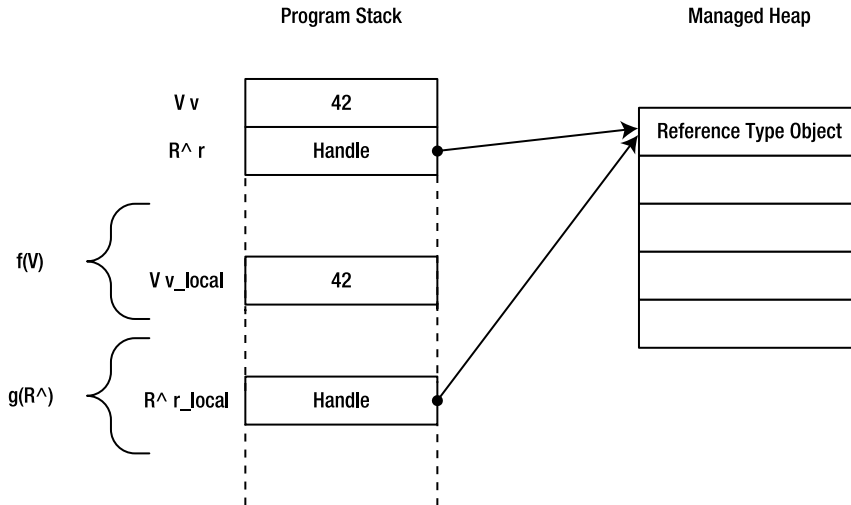 Program Stack
Managed Heap
V v
42
R^ r
Handle
Reference Type Object
f(V)
V v_local
42
g(R^)
R^ r_local
Handle